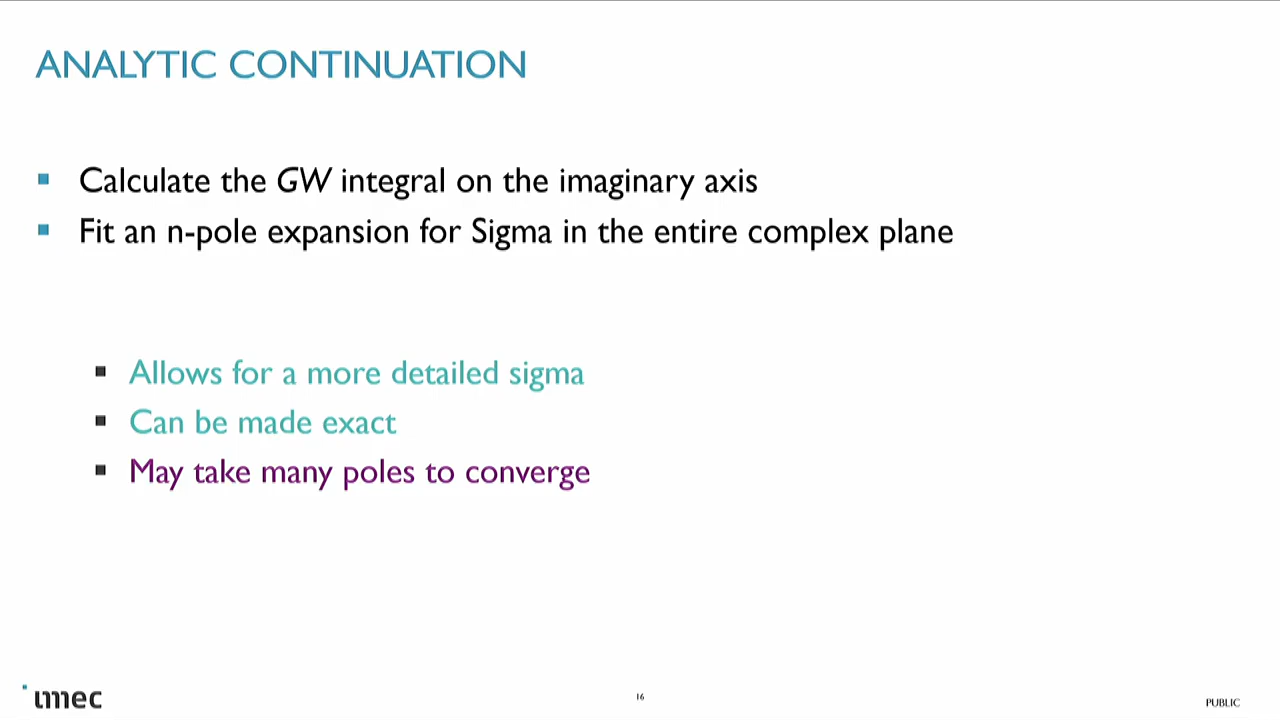 ANALYTIC CONTINUATION
Calculate the GW integral on the imaginary axis
Fit an n-pole expansion for Sigma in the entire complex plane
Allows for a more detailed sigma
Can be made exact
May take many poles to converge
imec
16
PUBLIC